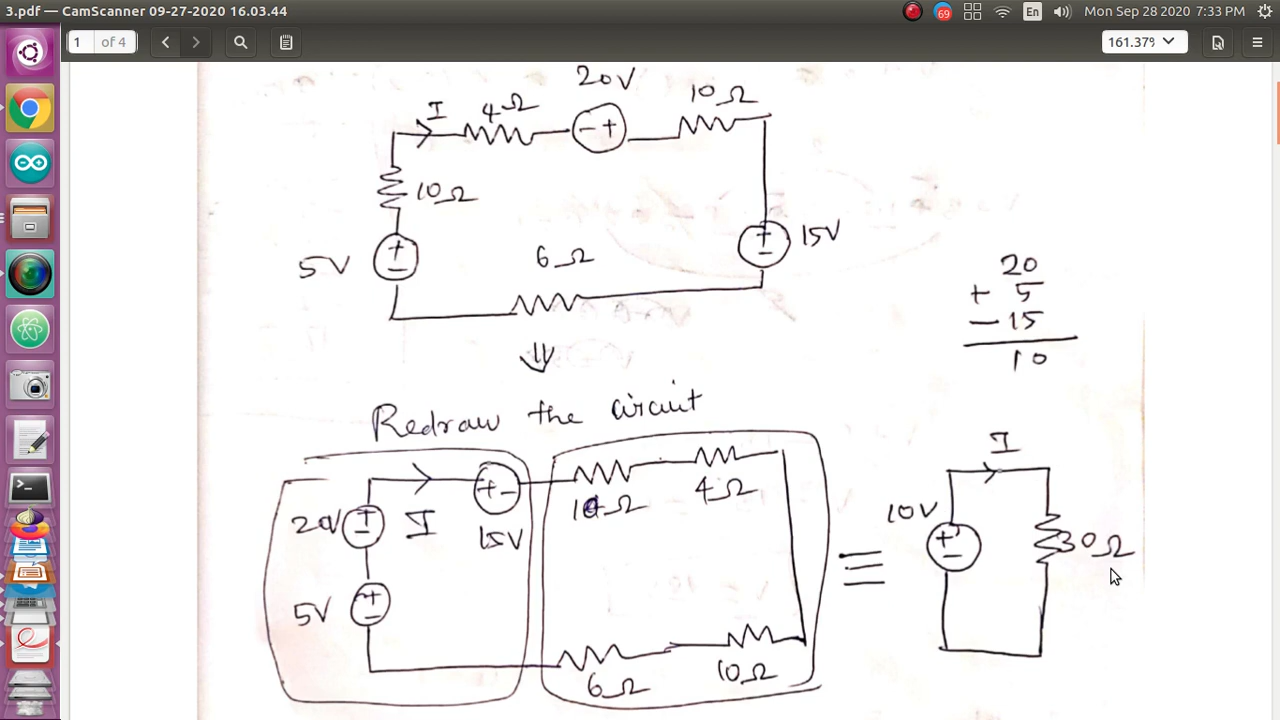 3.pdf — CamScanner 09-27-2020 16.03.44
69
En
Mon Sep 28 2020 7:33 PM
1 of 4
161.37%
20V
I
4Ω
10Ω
10Ω
5V
6Ω
15V
20
+ 5
- 15
10
Redraw the circuit
20V
I
15V
10Ω
4Ω
5V
6Ω
10Ω
≡
I
10V
30Ω